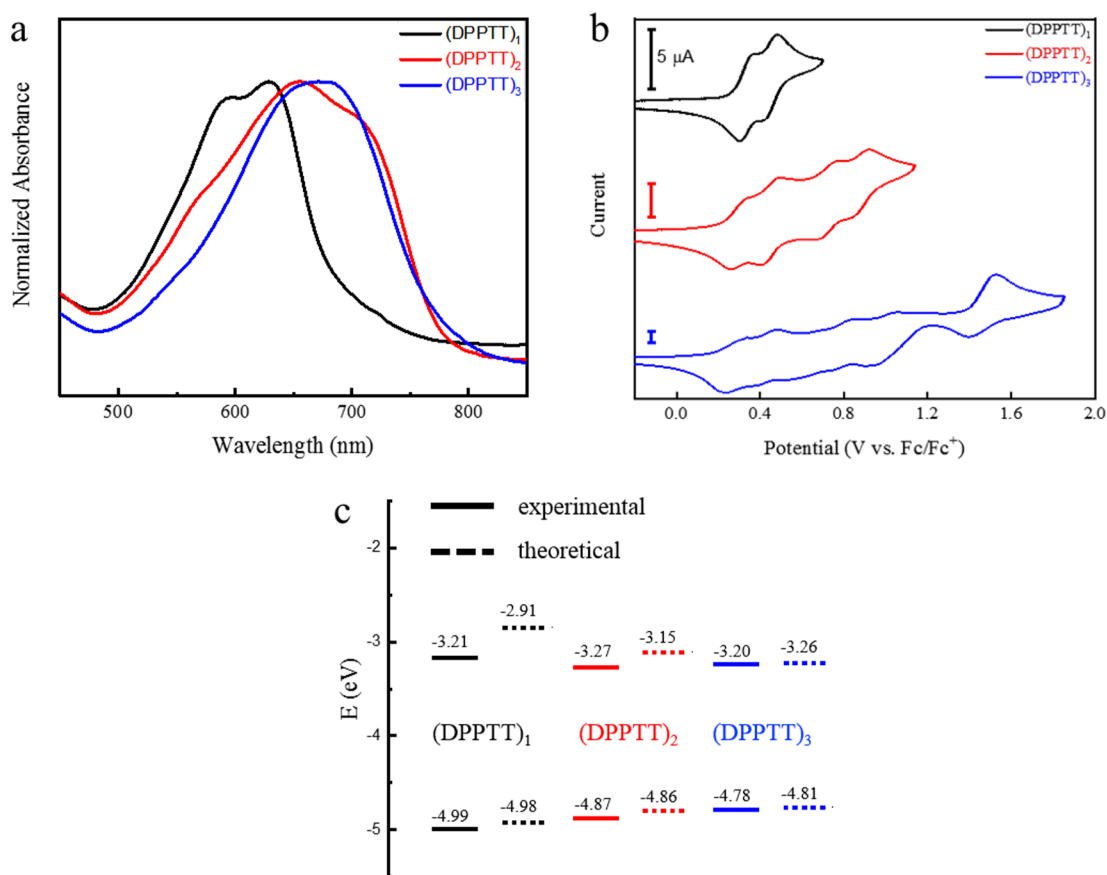 a
(DPPTT)₁
(DPPTT)₂
(DPPTT)₃
Normalized Absorbance
500
600
700
800
Wavelength (nm)
b
5 μA
(DPPTT)₁
(DPPTT)₂
(DPPTT)₃
Current
0.0
0.4
0.8
1.2
1.6
2.0
Potential (V vs. Fc/Fc⁺)
c
experimental
theoretical
E (eV)
-2
-3
-4
-5
-3.21
-2.91
-3.27
-3.15
-3.20
-3.26
(DPPTT)₁
(DPPTT)₂
(DPPTT)₃
-4.99
-4.98
-4.87
-4.86
-4.78
-4.81